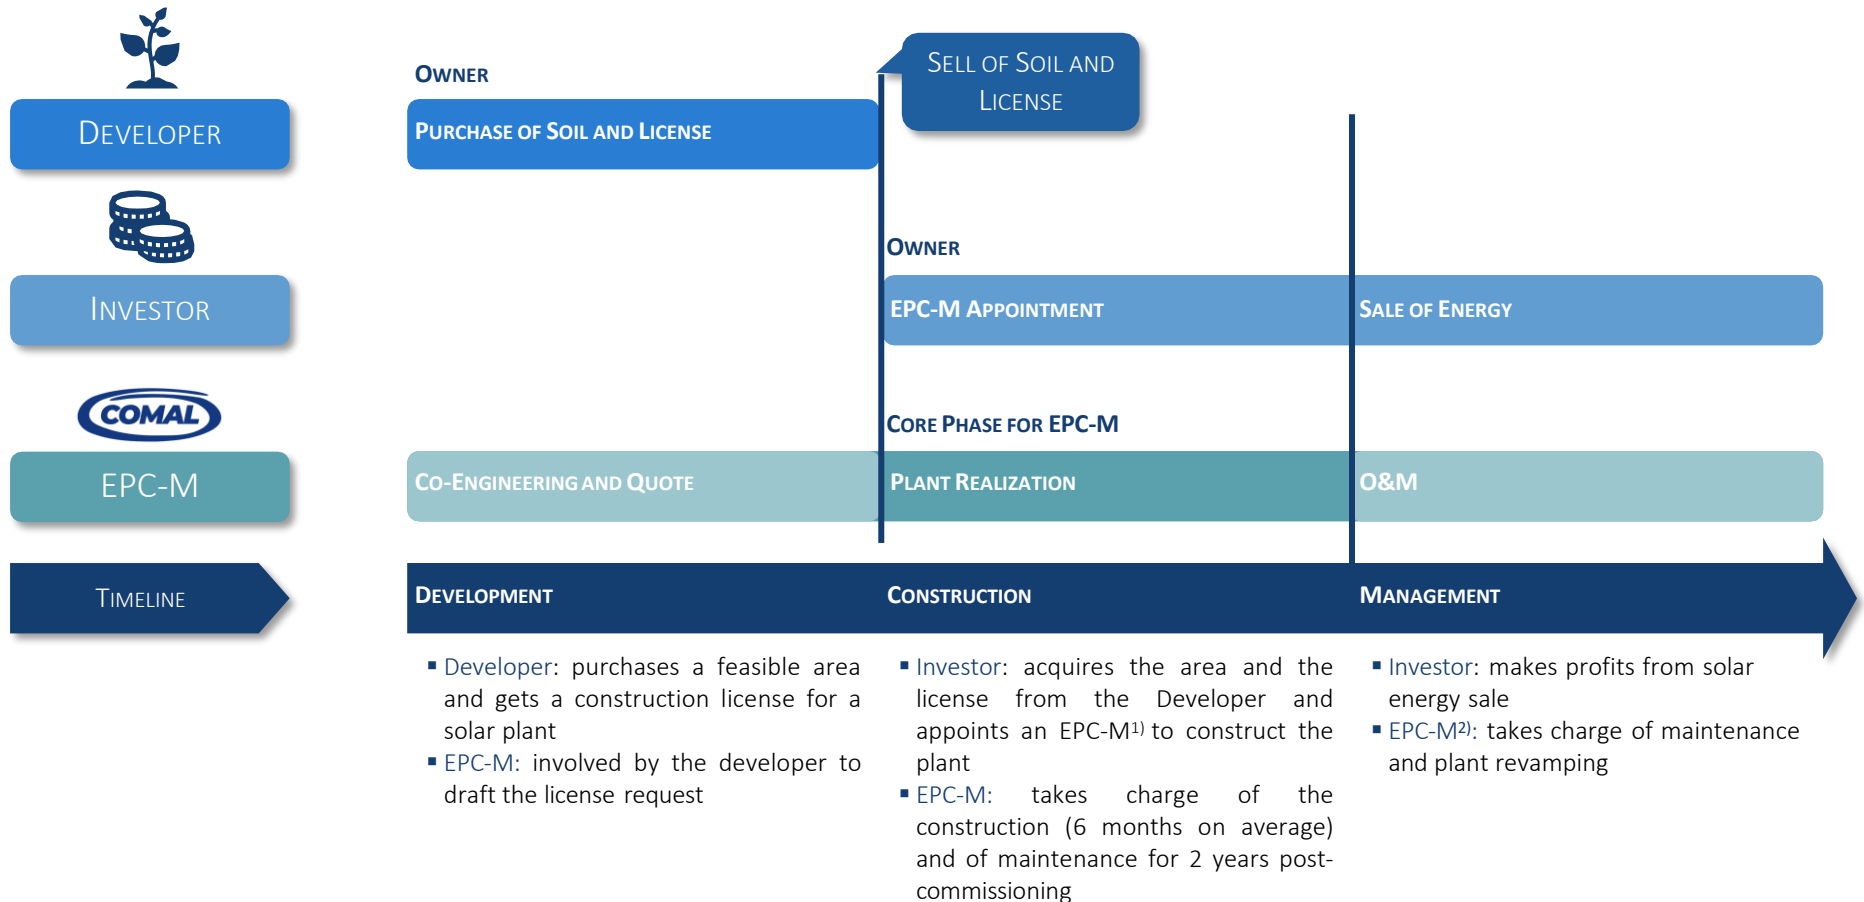 OWNER
SELL OF SOIL AND
LICENSE
DEVELOPER
PURCHASE OF SOIL AND LICENSE
OWNER
INVESTOR
EPC-M APPOINTMENT
SALE OF ENERGY
COMAL
CORE PHASE FOR EPC-M
EPC-M
CO-ENGINEERING AND QUOTE
PLANT REALIZATION
O&M
TIMELINE
DEVELOPMENT
CONSTRUCTION
MANAGEMENT
▪ Developer: purchases a feasible area
and gets a construction license for a
solar plant
▪ EPC-M: involved by the developer to
draft the license request
▪ Investor: acquires the area and the
license from the Developer and
appoints an EPC-M1) to construct the
plant
▪ EPC-M: takes charge of the
construction (6 months on average)
and of maintenance for 2 years post-
commissioning
▪ Investor: makes profits from solar
energy sale
▪ EPC-M2): takes charge of maintenance
and plant revamping